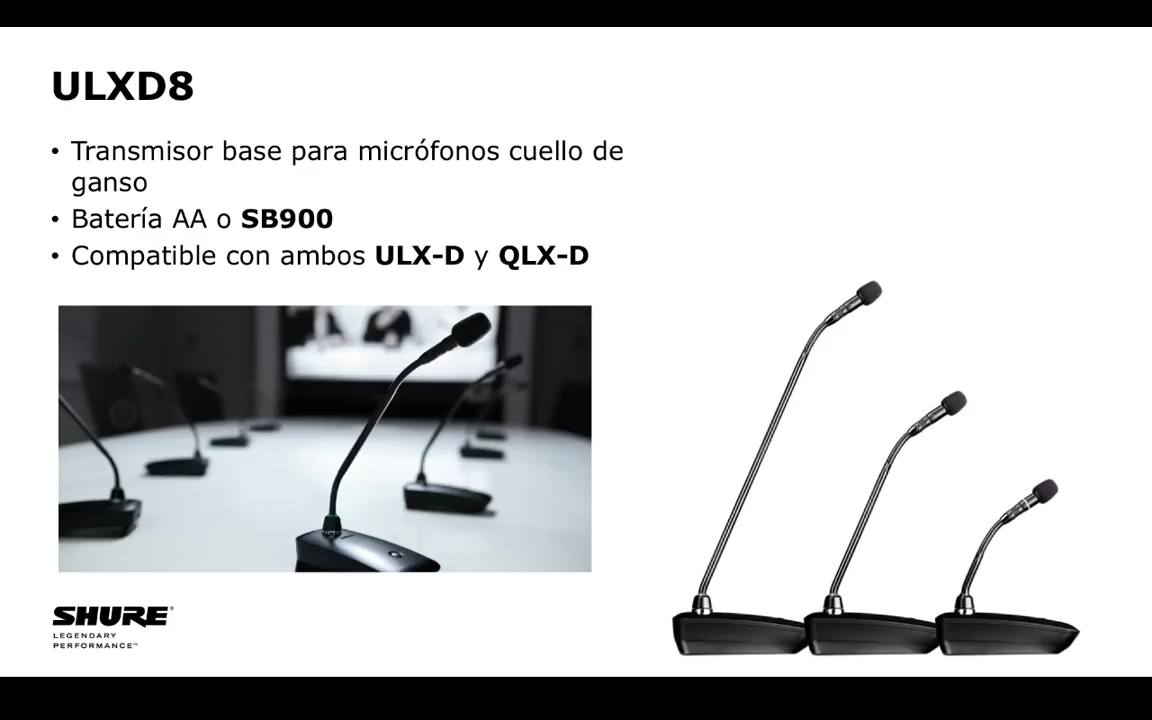 ULXD8
• Transmisor base para micrófonos cuello de
ganso
• Batería AA o SB900
• Compatible con ambos ULX-D y QLX-D
SHURE®
LEGENDARY
PERFORMANCE™